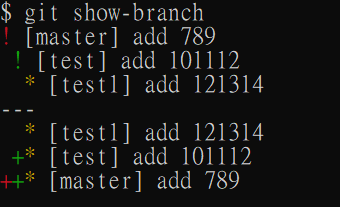 $ git show-branch
! [master] add 789
 ! [test] add 101112
  * [test1] add 121314
---
  * [test1] add 121314
 +* [test] add 101112
++* [master] add 789